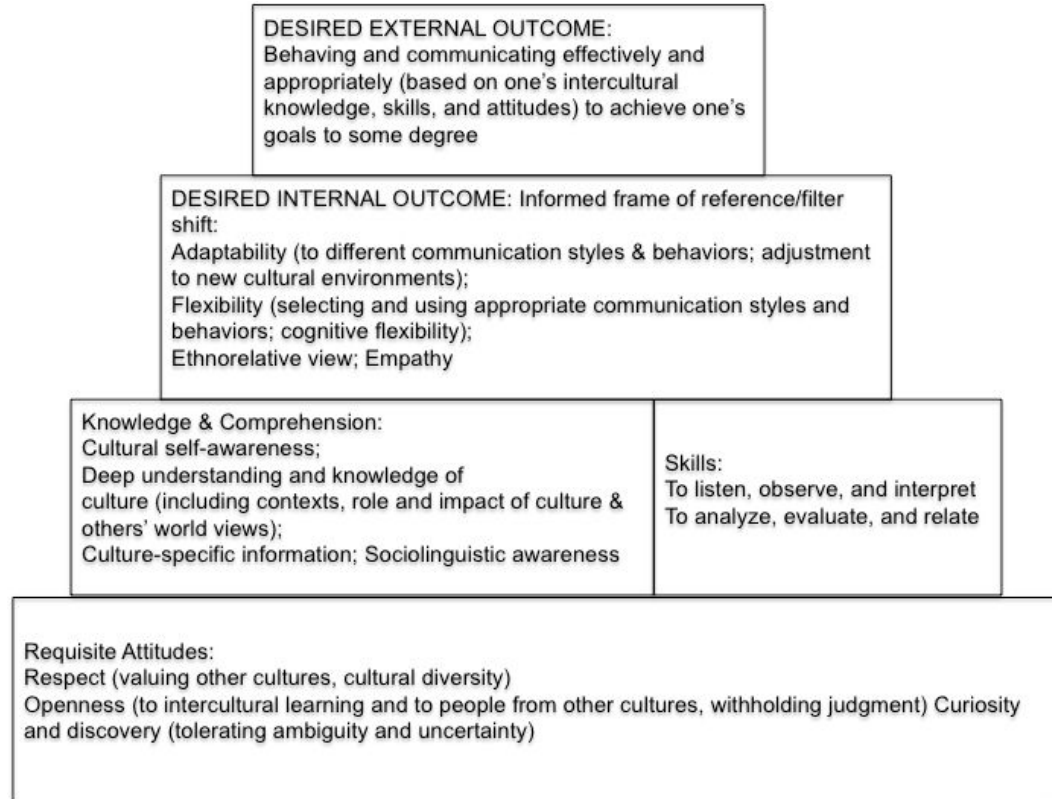 DESIRED EXTERNAL OUTCOME:
Behaving and communicating effectively and
appropriately (based on one’s intercultural
knowledge, skills, and attitudes) to achieve one’s
goals to some degree
DESIRED INTERNAL OUTCOME: Informed frame of reference/filter
shift:
Adaptability (to different communication styles & behaviors; adjustment
to new cultural environments);
Flexibility (selecting and using appropriate communication styles and
behaviors; cognitive flexibility);
Ethnorelative view; Empathy
Knowledge & Comprehension:
Cultural self-awareness;
Deep understanding and knowledge of
culture (including contexts, role and impact of culture &
others’ world views);
Culture-specific information; Sociolinguistic awareness
Skills:
To listen, observe, and interpret
To analyze, evaluate, and relate
Requisite Attitudes:
Respect (valuing other cultures, cultural diversity)
Openness (to intercultural learning and to people from other cultures, withholding judgment) Curiosity
and discovery (tolerating ambiguity and uncertainty)